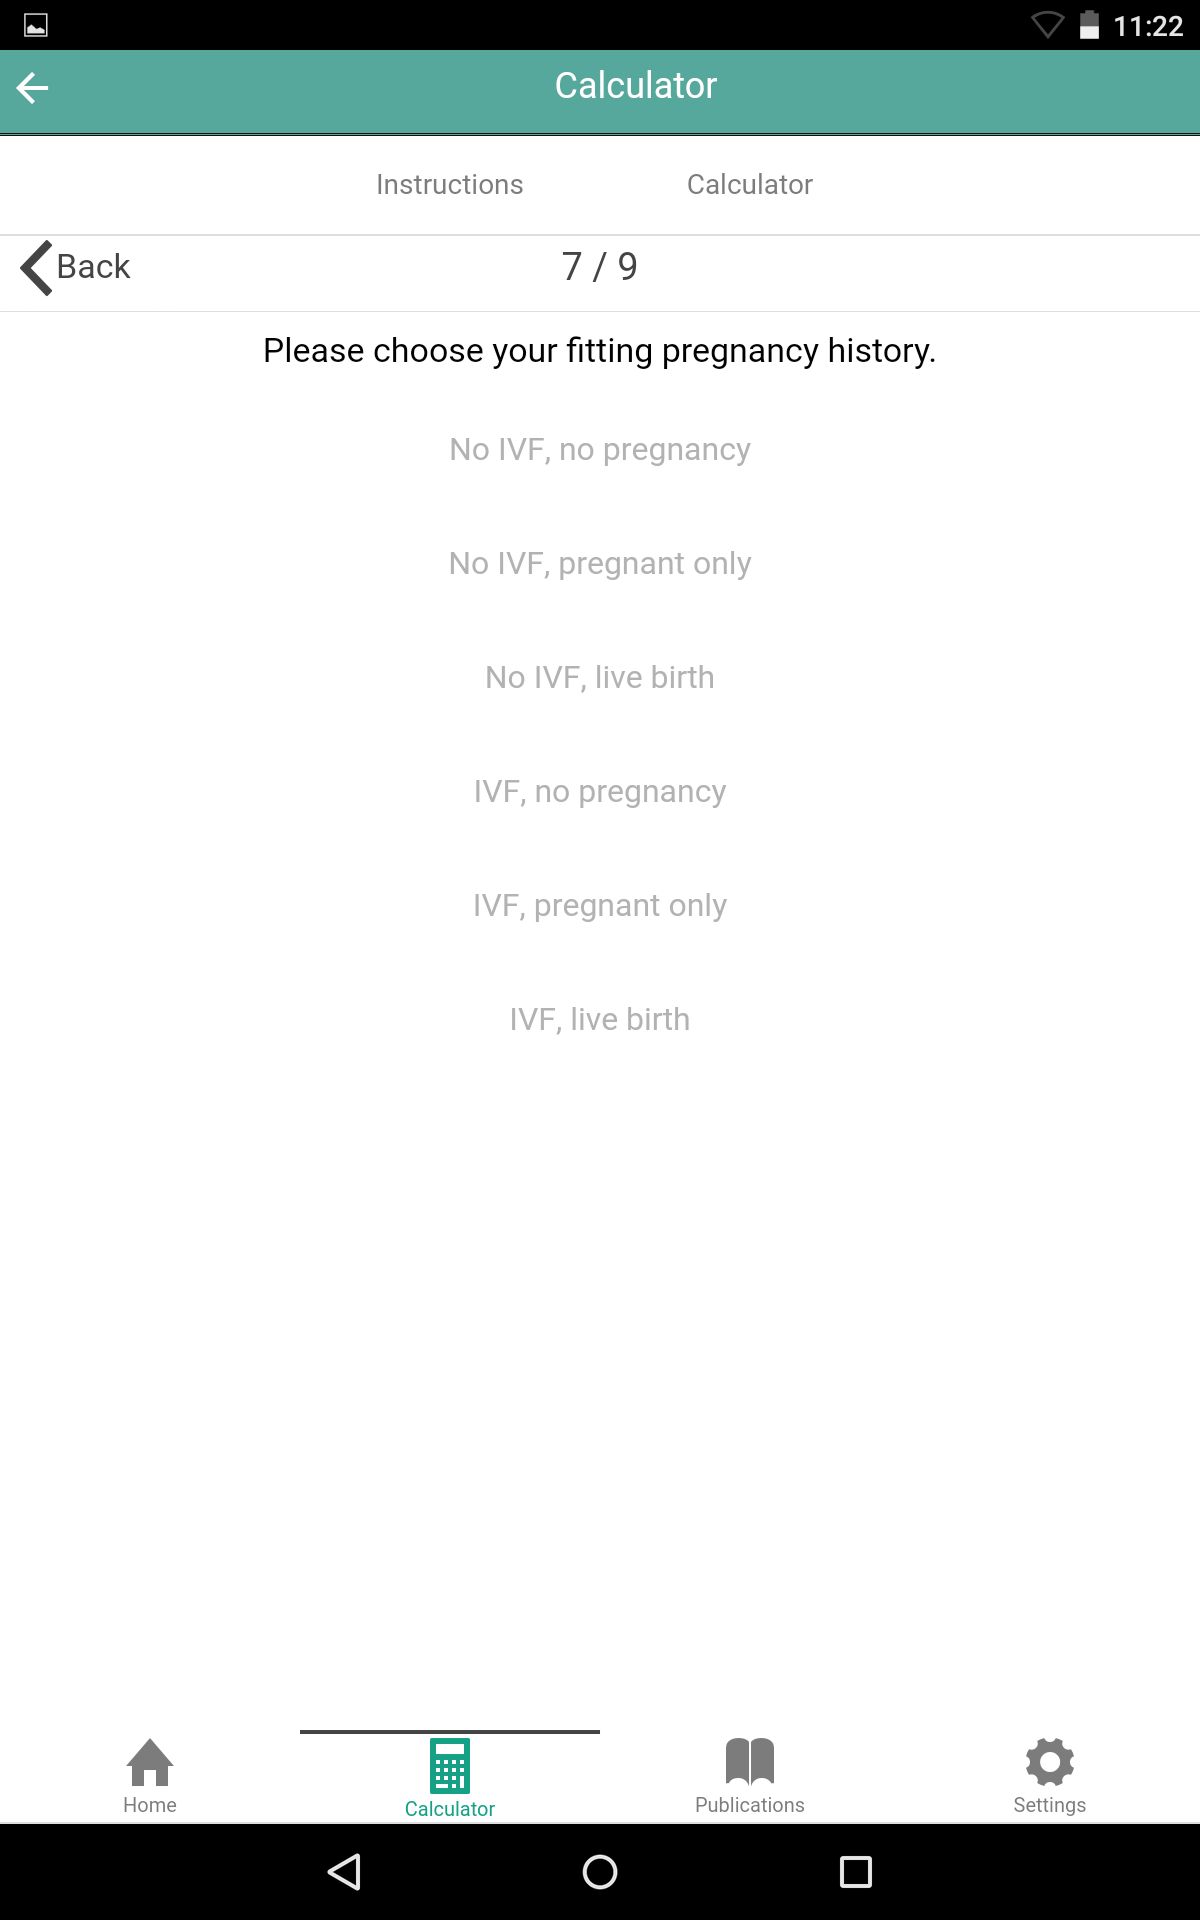 11:22
Calculator
Instructions Calculator
Back 7 / 9
Please choose your fitting pregnancy history.
No IVF, no pregnancy
No IVF, pregnant only
No IVF, live birth
IVF, no pregnancy
IVF, pregnant only
IVF, live birth
Home Calculator Publications Settings